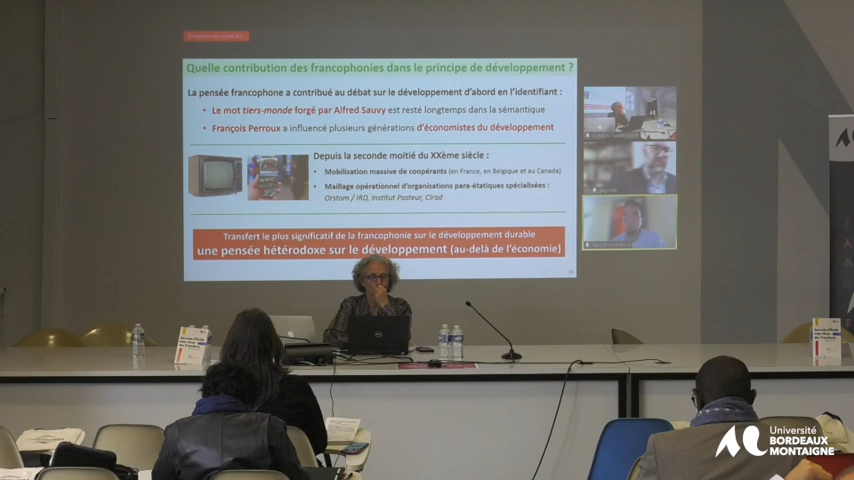 Quelle contribution des francophonies dans le principe de développement ?
La pensée francophone a contribué au débat sur le développement d'abord en l'identifiant :
• Le mot tiers-monde forgé par Alfred Sauvy est resté longtemps dans la sémantique
• François Perroux a influencé plusieurs générations d'économistes du développement
Depuis la seconde moitié du XXème siècle :
• Mobilisation massive de coopérants (en France, en Belgique et au Canada)
• Maillage opérationnel d'organisations para-étatiques spécialisées :
Orstom / IRD, Institut Pasteur, Cirad
Transfert le plus significatif de la francophonie sur le développement durable
une pensée hétérodoxe sur le développement (au-delà de l'économie)
Université
BORDEAUX
MONTAIGNE